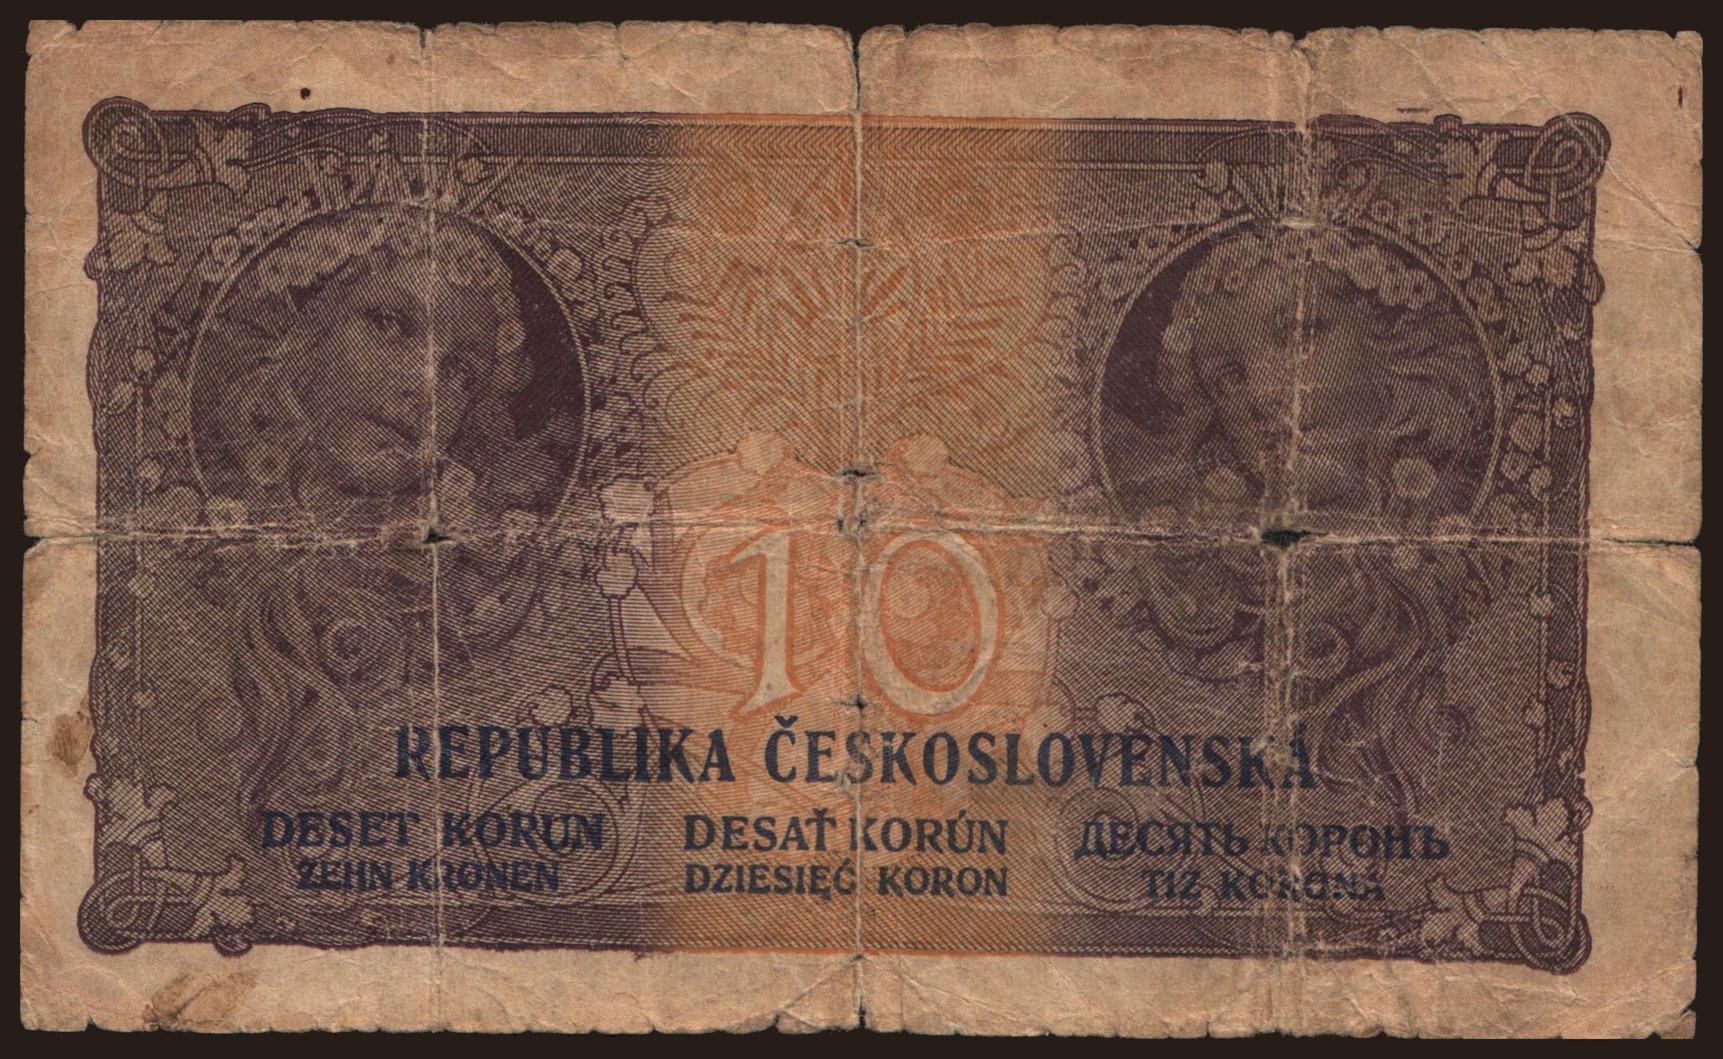 10
REPUBLIKA ČESKOSLOVENSKÁ
DESET KORUN DESAŤ KORÚN ДЕСЯТЬ КОРОНЪ
ZEHN KRONEN DZIESIĘĆ KORON TIZ KORONA